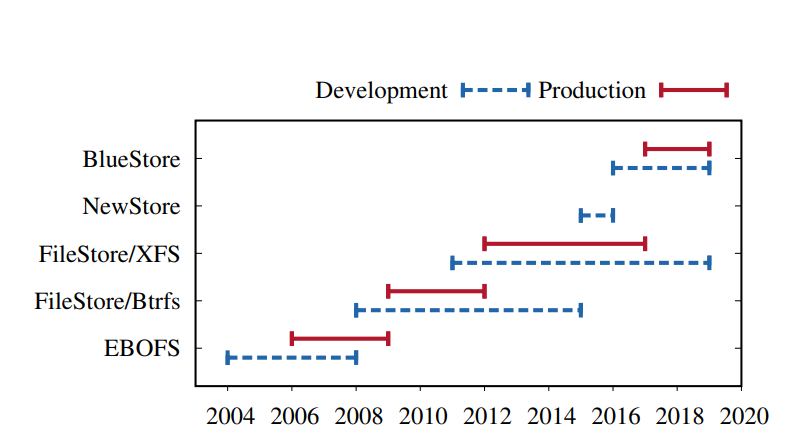 Development Production
BlueStore
NewStore
FileStore/XFS
FileStore/Btrfs
EBOFS
2004 2006 2008 2010 2012 2014 2016 2018 2020